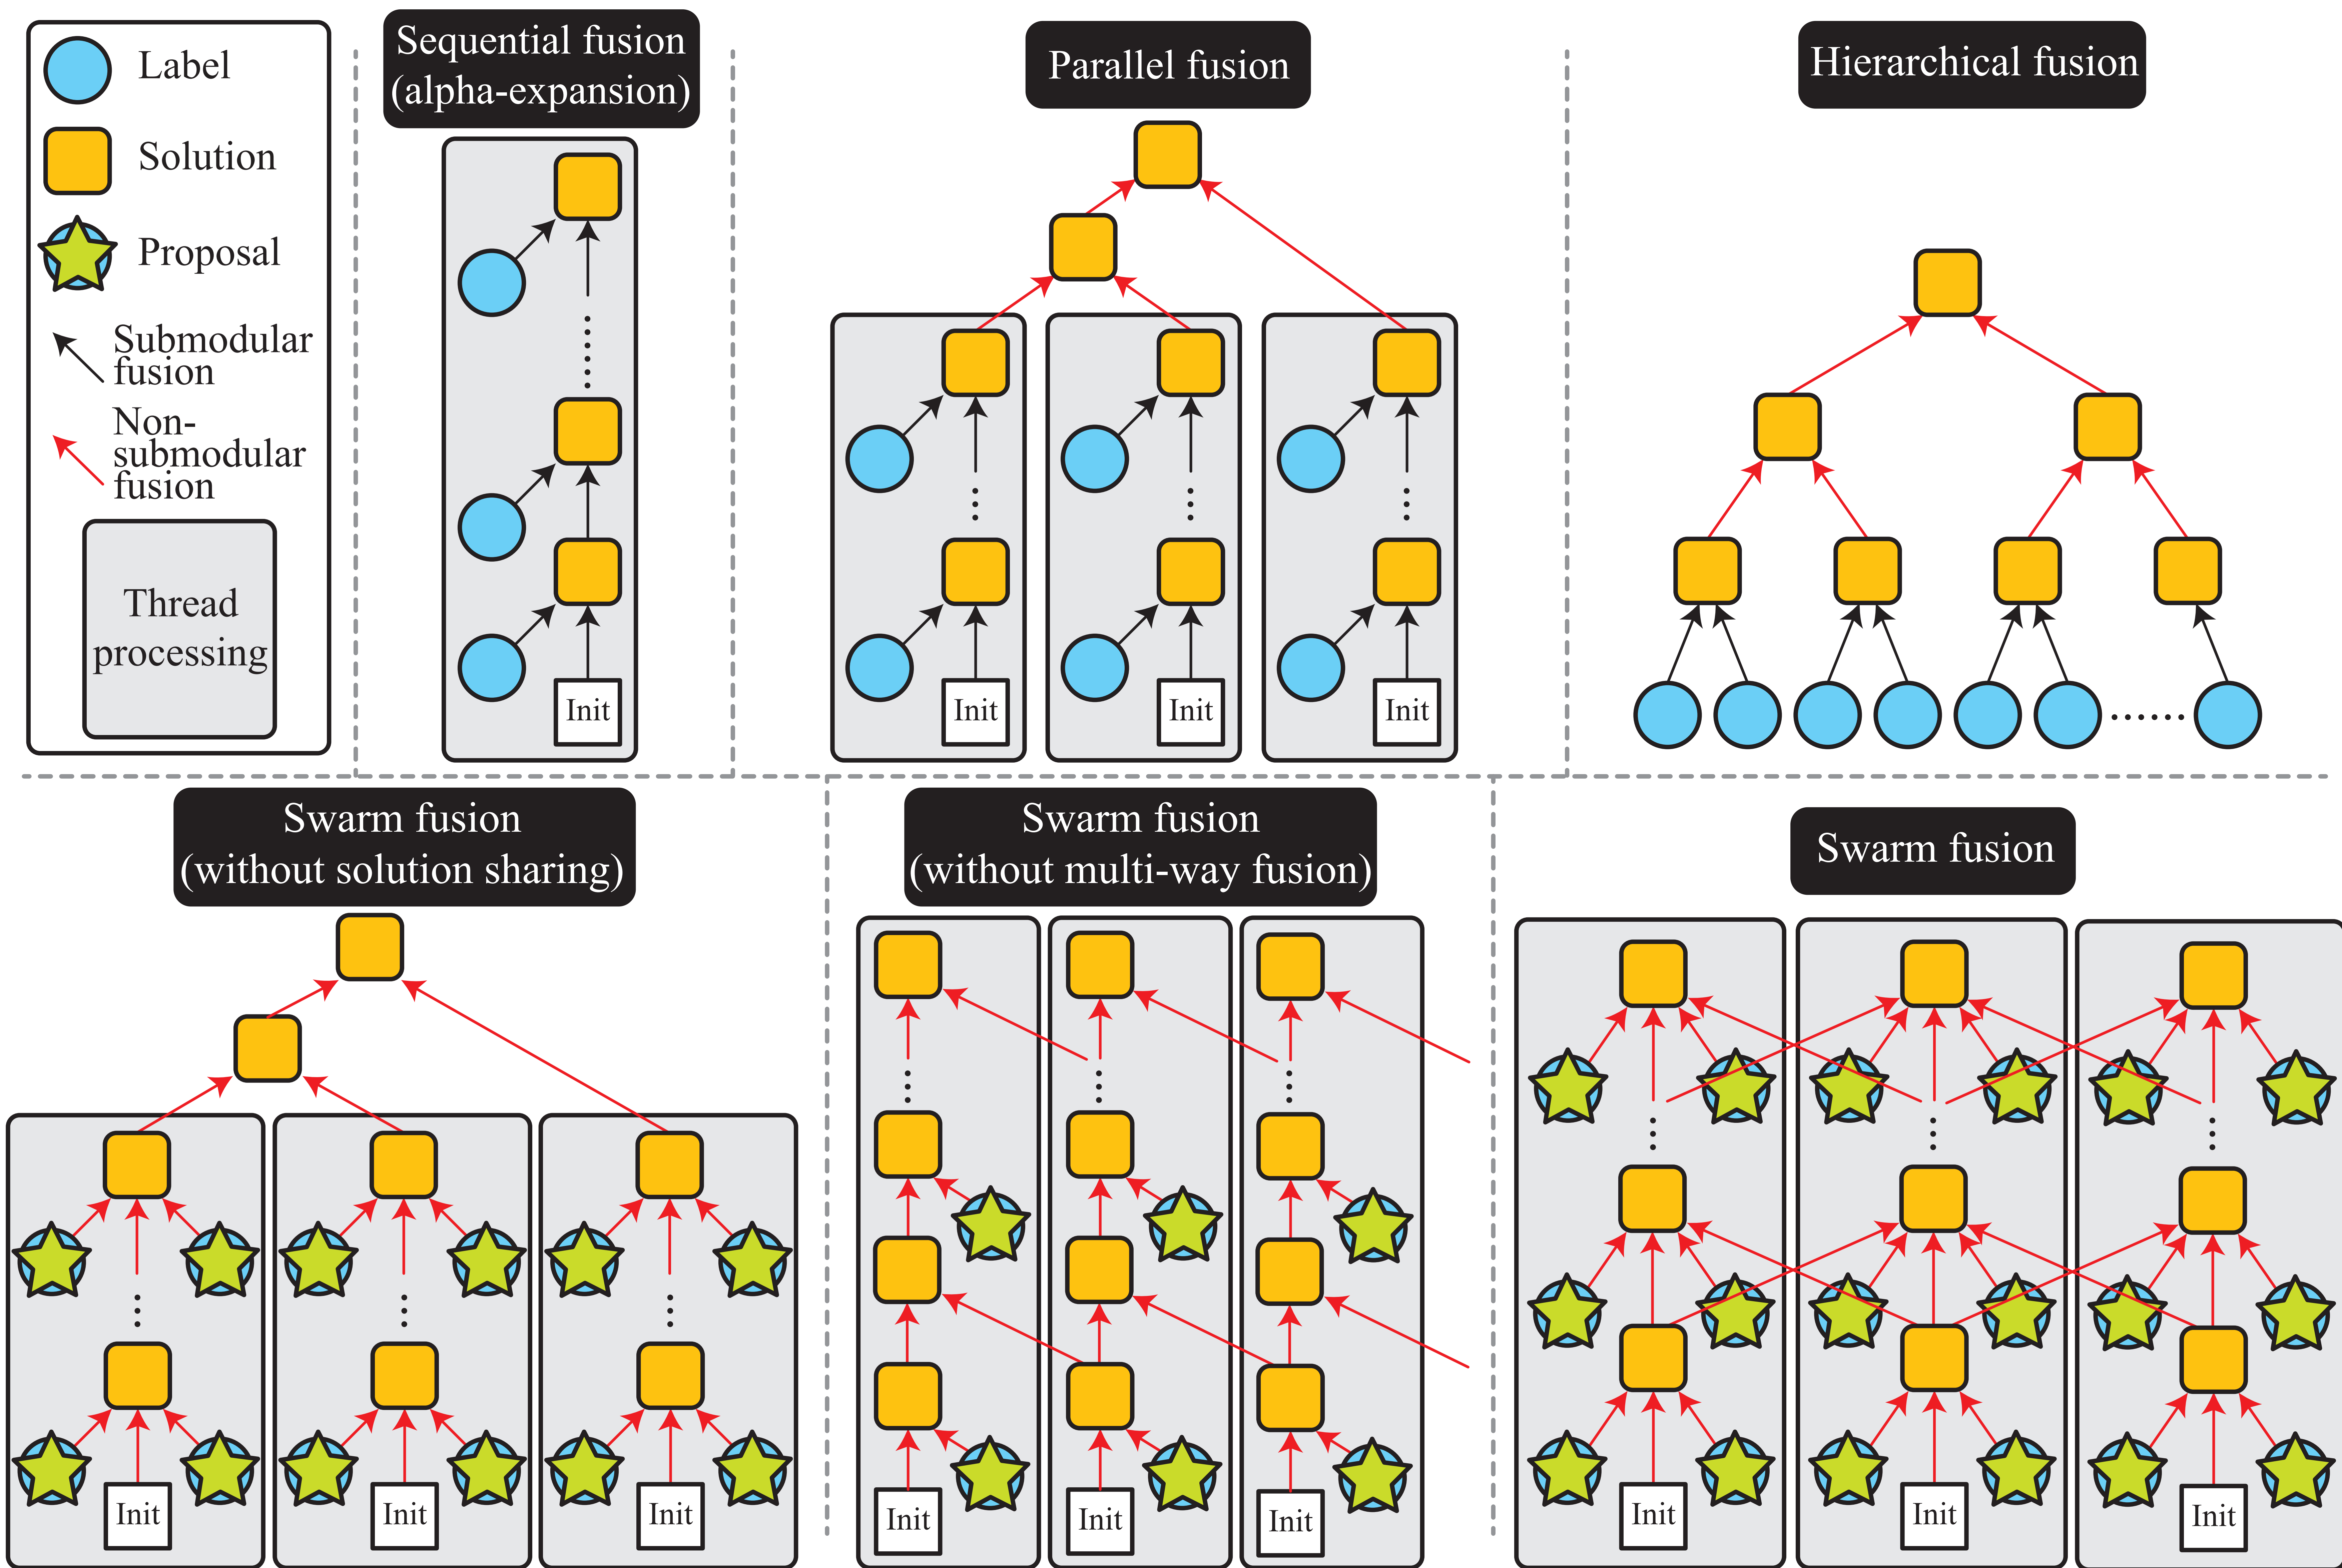 Label
Solution
Proposal
Submodular
fusion
Non-
submodular
fusion
Thread
processing
Sequential fusion
(alpha-expansion)
Init
Parallel fusion
Init
Init
Init
Hierarchical fusion
Swarm fusion
(without solution sharing)
Init
Init
Init
Swarm fusion
(without multi-way fusion)
Init
Init
Init
Swarm fusion
Init
Init
Init